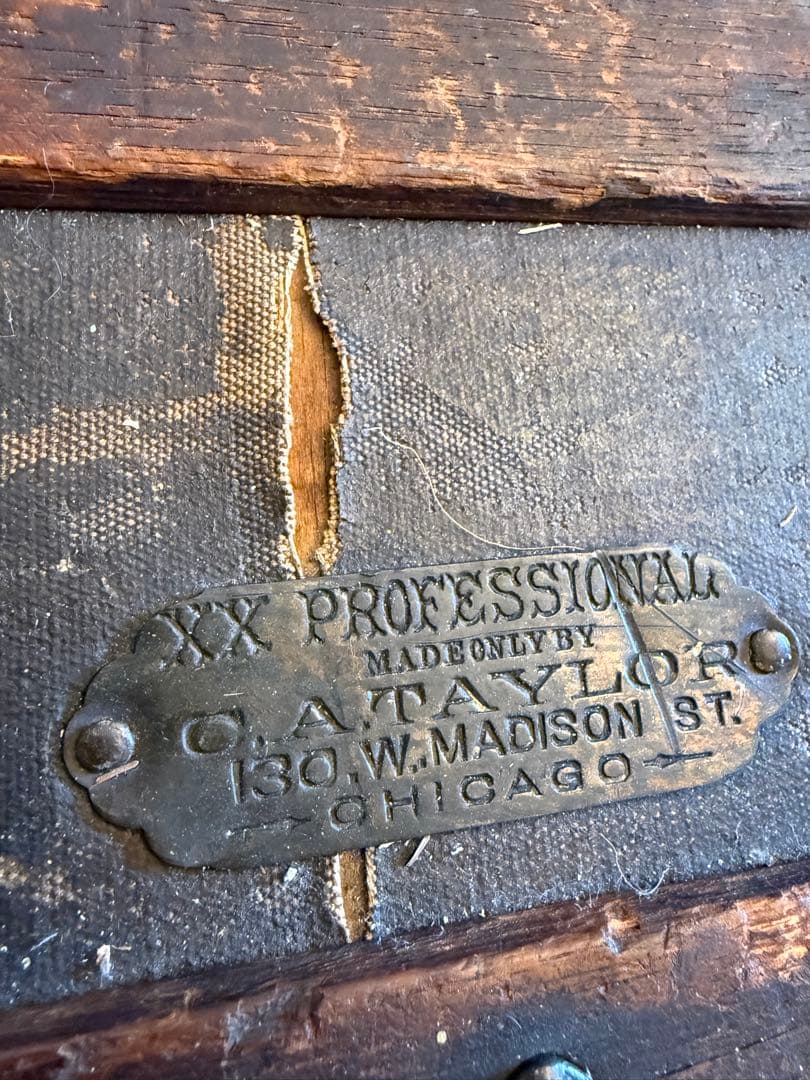 XX PROFESSIONAL
MADE ONLY BY
C. A. TAYLOR
130. W. MADISON ST.
CHICAGO